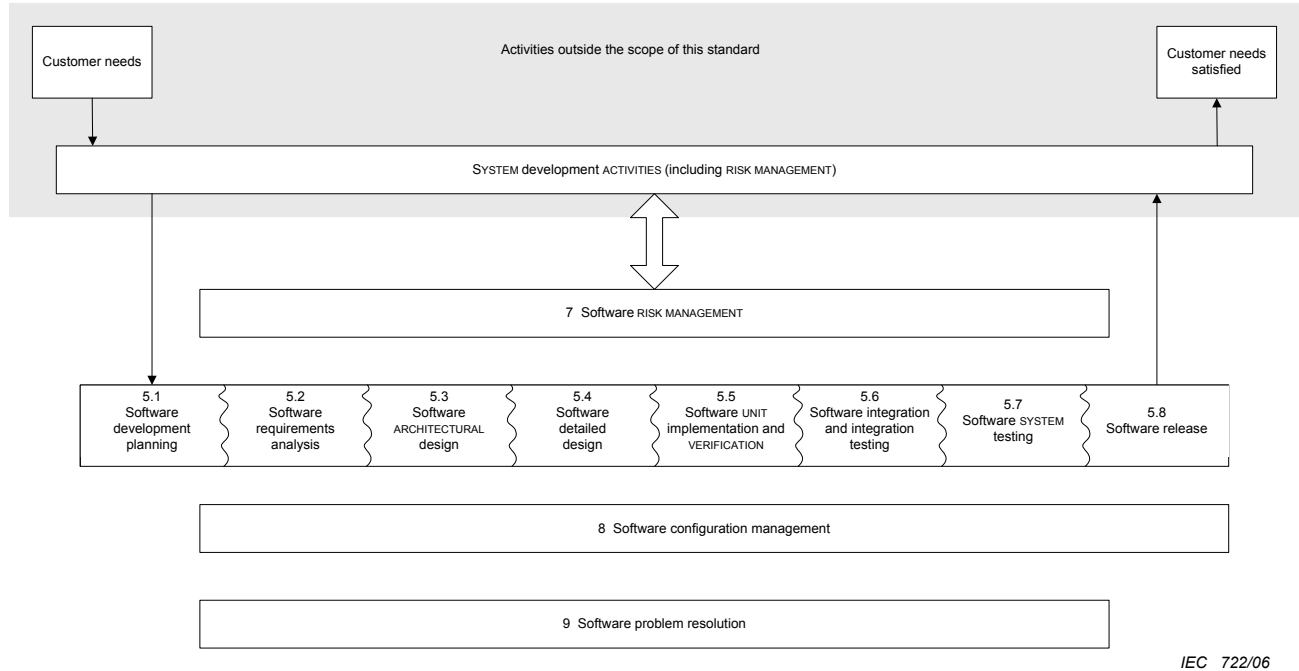 Activities outside the scope of this standard
Customer needs
Customer needs
satisfied
SYSTEM development ACTIVITIES (including RISK MANAGEMENT)
7 Software RISK MANAGEMENT
5.1
Software
development
planning
5.2
Software
requirements
analysis
5.3
Software
ARCHITECTURAL
design
5.4
Software
detailed
design
5.5
Software UNIT
implementation and
VERIFICATION
5.6
Software integration
and integration
testing
5.7
Software SYSTEM
testing
5.8
Software release
8 Software configuration management
9 Software problem resolution
IEC 722/06